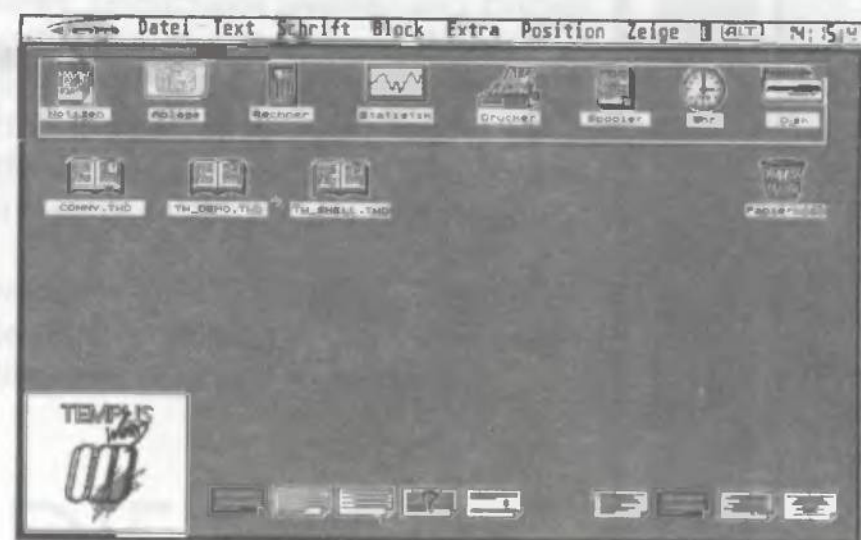 Datei Text Schrift Block Extra Position Zeige ALT
Notizen Ablage Rechner Statistik Drucker Spooler Uhr
CONNY.TWD TW_DEMO.TWD TW_SHELL.TWD
TEMPUS
Word